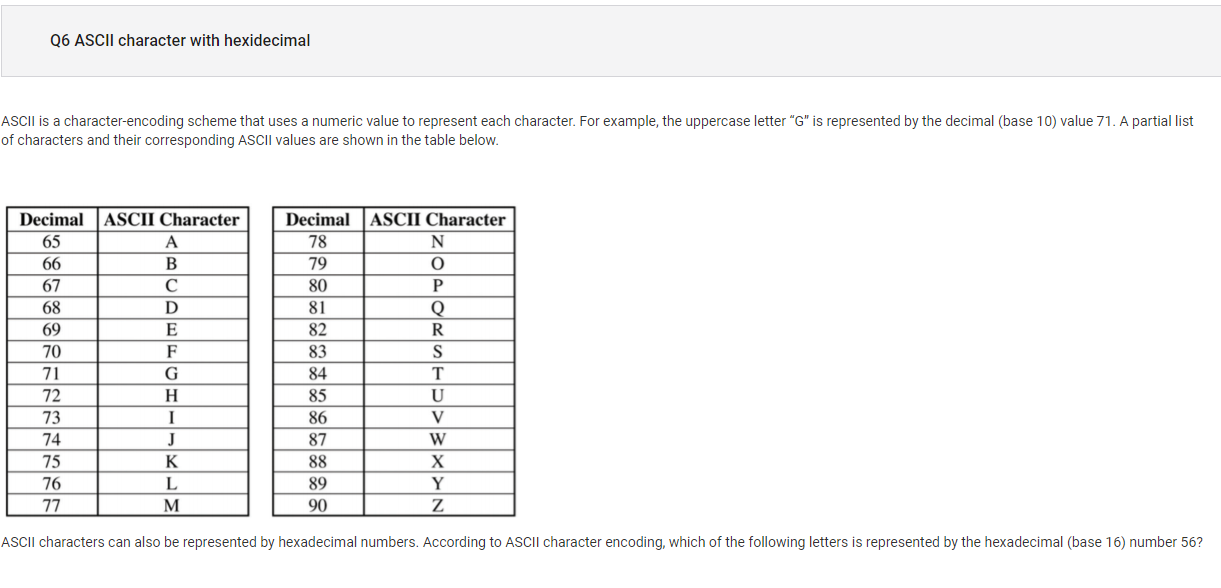 Q6 ASCII character with hexidecimal
ASCII is a character-encoding scheme that uses a numeric value to represent each character. For example, the uppercase letter “G” is represented by the decimal (base 10) value 71. A partial list
of characters and their corresponding ASCII values are shown in the table below.
Decimal ASCII Character Decimal ASCII Character
65 A 78 N
66 B 79 O
67 C 80 P
68 D 81 Q
69 E 82 R
70 F 83 S
71 G 84 T
72 H 85 U
73 I 86 V
74 J 87 W
75 K 88 X
76 L 89 Y
77 M 90 Z
ASCII characters can also be represented by hexadecimal numbers. According to ASCII character encoding, which of the following letters is represented by the hexadecimal (base 16) number 56?